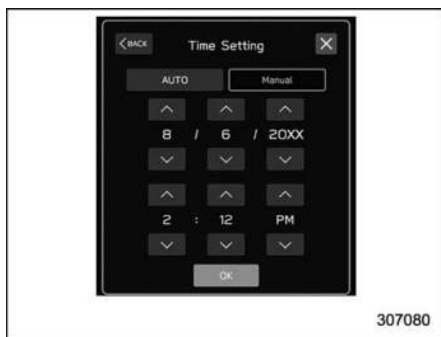 BACK Time Setting
AUTO Manual
8 / 6 / 20XX
2 : 12 PM
OK
307080